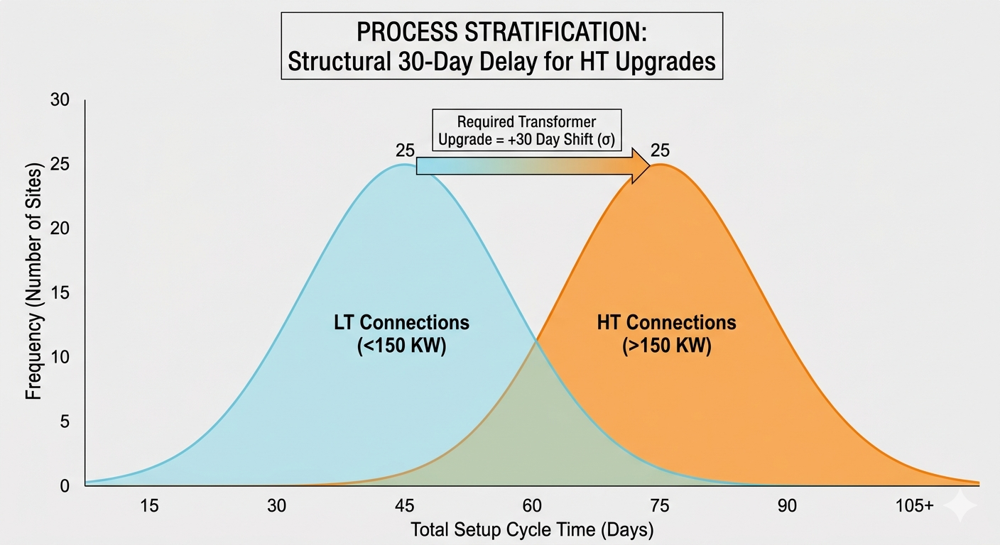 PROCESS STRATIFICATION:
Structural 30-Day Delay for HT Upgrades
Required Transformer
Upgrade = +30 Day Shift (σ)
25
25
Frequency (Number of Sites)
30
25
20
15
10
5
0
LT Connections
(<150 KW)
HT Connections
(>150 KW)
15
30
45
60
75
90
105+
Total Setup Cycle Time (Days)